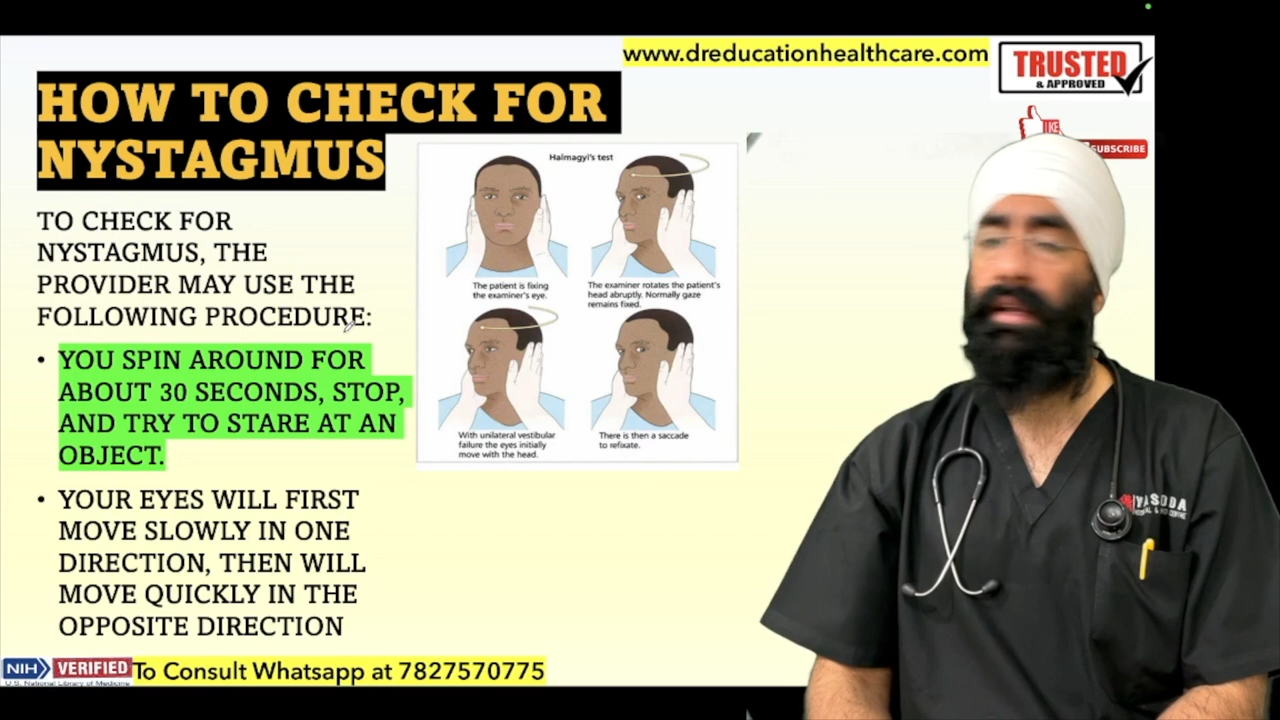 www.dreducationhealthcare.com
TRUSTED
& APPROVED
LIKE
SUBSCRIBE
HOW TO CHECK FOR
NYSTAGMUS
TO CHECK FOR
NYSTAGMUS, THE
PROVIDER MAY USE THE
FOLLOWING PROCEDURE:
• YOU SPIN AROUND FOR
ABOUT 30 SECONDS, STOP,
AND TRY TO STARE AT AN
OBJECT.
• YOUR EYES WILL FIRST
MOVE SLOWLY IN ONE
DIRECTION, THEN WILL
MOVE QUICKLY IN THE
OPPOSITE DIRECTION
Halmagyi's test
The patient is fixing
the examiner's eye.
The examiner rotates the patient's
head abruptly. Normally gaze
remains fixed.
With unilateral vestibular
failure the eyes initially
move with the head.
There is then a saccade
to refixate.
YASODA
NIH VERIFIED
U.S. National Library of Medicine
To Consult Whatsapp at 7827570775